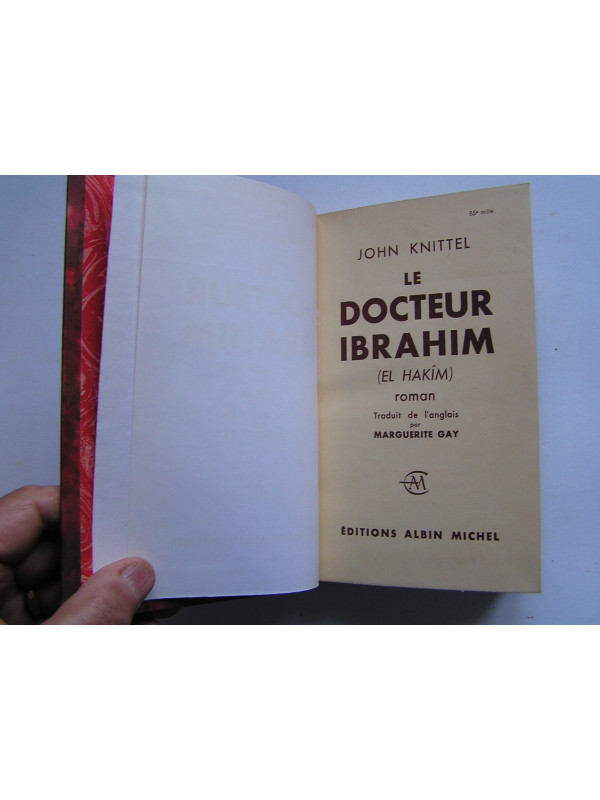 85e mille
JOHN KNITTEL
LE
DOCTEUR
IBRAHIM
(EL HAKÎM)
roman
Traduit de l'anglais
par
MARGUERITE GAY
AM
ÉDITIONS ALBIN MICHEL